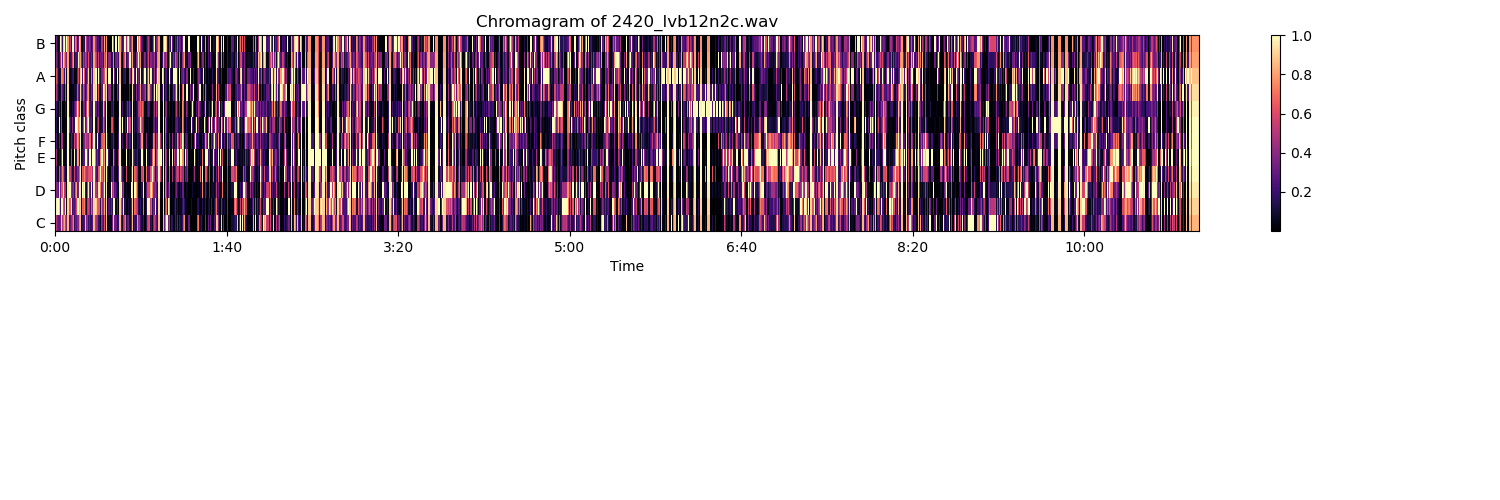 Chromagram of 2420_lvb12n2c.wav
B
A
G
F
E
D
C
Pitch class
0:00 1:40 3:20 5:00 6:40 8:20 10:00
Time
1.0
0.8
0.6
0.4
0.2